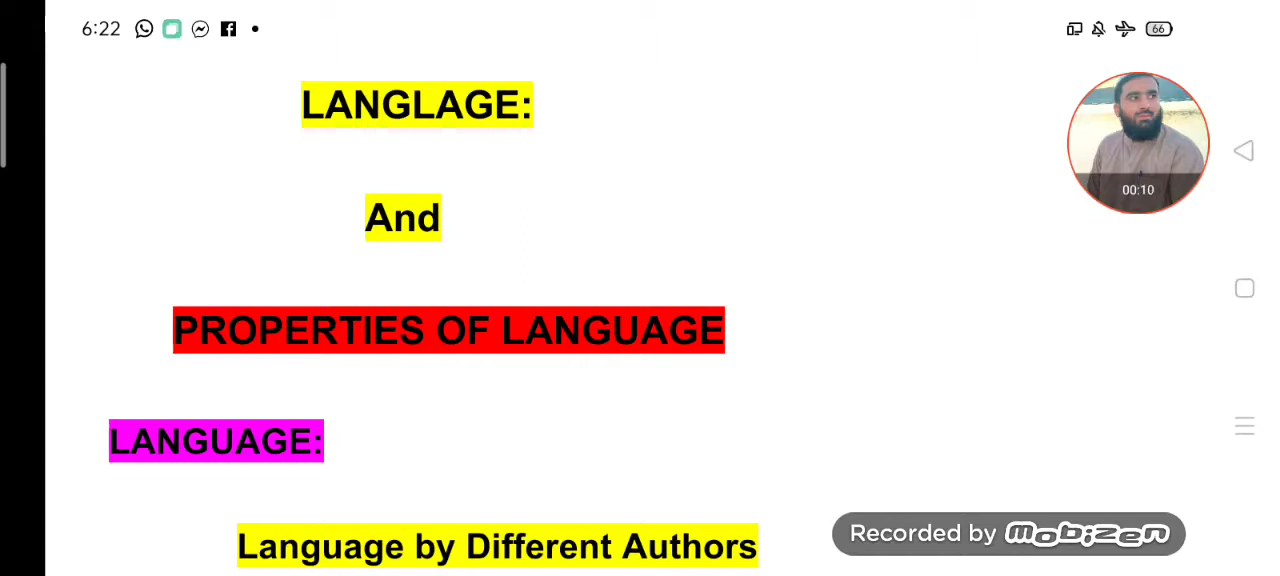 6:22
66
LANGLAGE:
00:10
And
PROPERTIES OF LANGUAGE
LANGUAGE:
Recorded by mobizen
Language by Different Authors